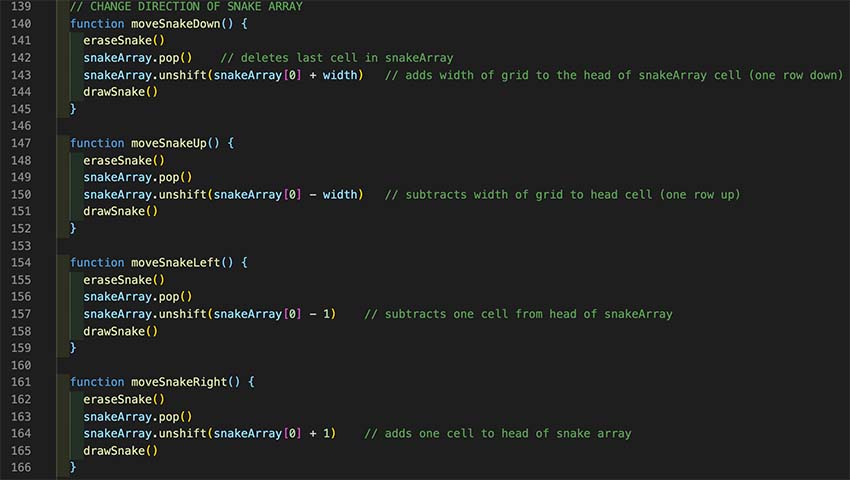 139 // CHANGE DIRECTION OF SNAKE ARRAY
140 function moveSnakeDown() {
141 eraseSnake()
142 snakeArray.pop() // deletes last cell in snakeArray
143 snakeArray.unshift(snakeArray[0] + width) // adds width of grid to the head of snakeArray cell (one row down)
144 drawSnake()
145 }
146
147 function moveSnakeUp() {
148 eraseSnake()
149 snakeArray.pop()
150 snakeArray.unshift(snakeArray[0] - width) // subtracts width of grid to head cell (one row up)
151 drawSnake()
152 }
153
154 function moveSnakeLeft() {
155 eraseSnake()
156 snakeArray.pop()
157 snakeArray.unshift(snakeArray[0] - 1) // subtracts one cell from head of snakeArray
158 drawSnake()
159 }
160
161 function moveSnakeRight() {
162 eraseSnake()
163 snakeArray.pop()
164 snakeArray.unshift(snakeArray[0] + 1) // adds one cell to head of snake array
165 drawSnake()
166 }